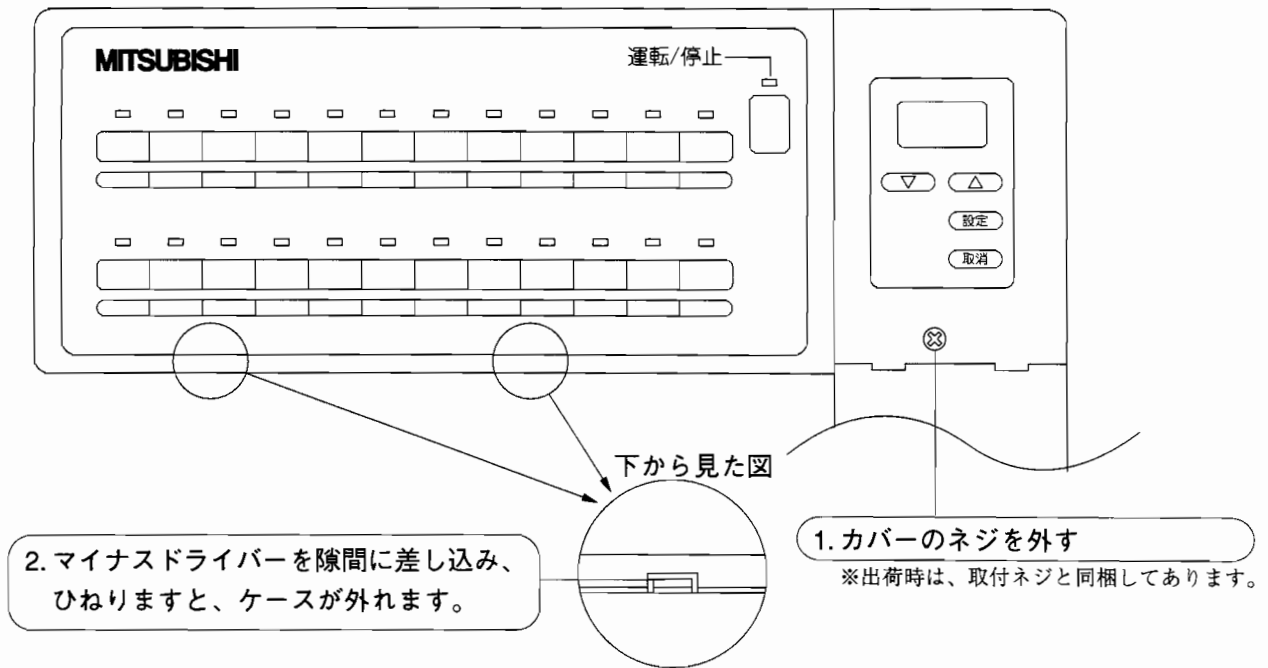 MITSUBISHI
運転/停止
▽
△
設定
取消
下から見た図
1. カバーのネジを外す
※出荷時は、取付ネジと同梱してあります。
2. マイナスドライバーを隙間に差し込み、
ひねりますと、ケースが外れます。